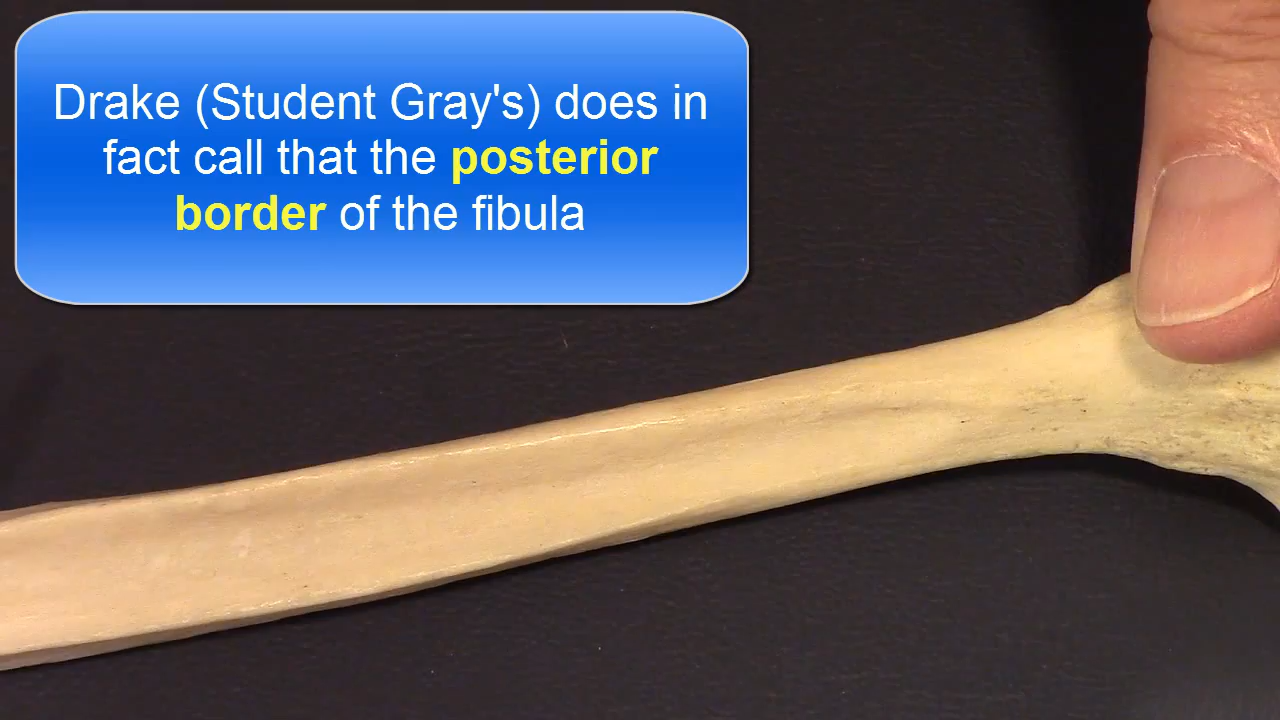 Drake (Student Gray's) does in
fact call that the posterior
border of the fibula